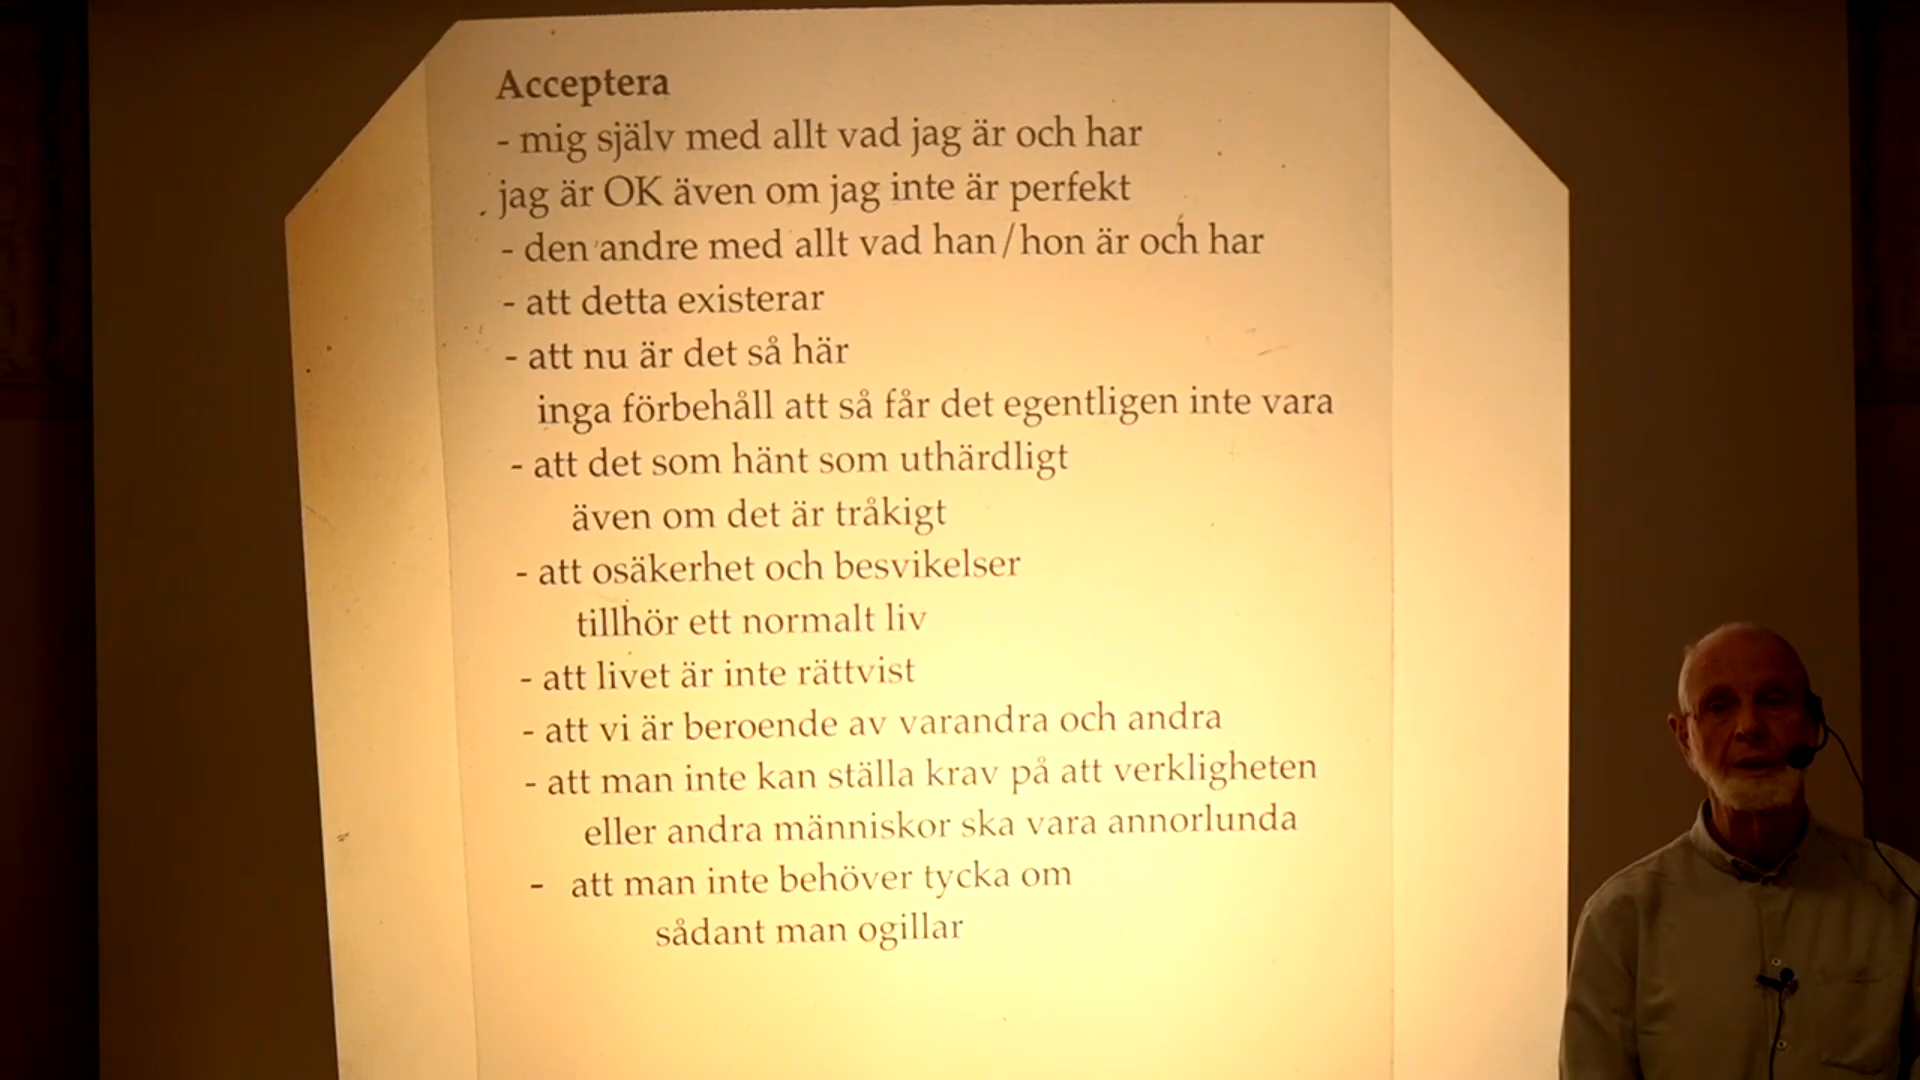 Acceptera
- mig själv med allt vad jag är och har
jag är OK även om jag inte är perfekt
- den andre med allt vad han/hon är och har
- att detta existerar
- att nu är det så här
inga förbehåll att så får det egentligen inte vara
- att det som hänt som uthärdligt
även om det är tråkigt
- att osäkerhet och besvikelser
tillhör ett normalt liv
- att livet är inte rättvist
- att vi är beroende av varandra och andra
- att man inte kan ställa krav på att verkligheten
eller andra människor ska vara annorlunda
- att man inte behöver tycka om
sådant man ogillar